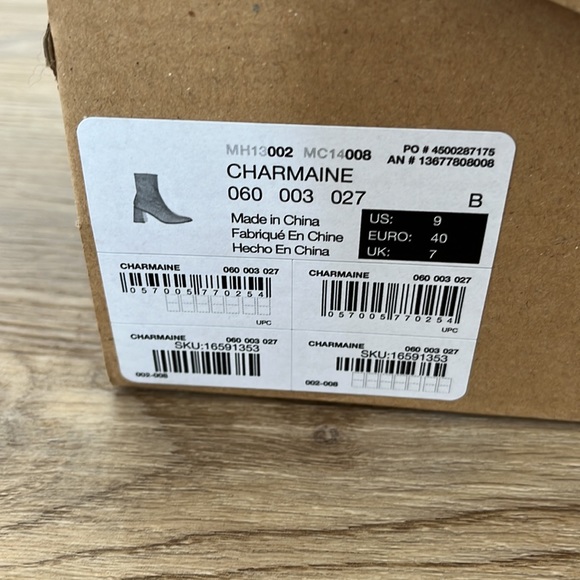 MH13002 MC14008
PO # 4500287175
AN # 13677808008
CHARMAINE
060 003 027
B
Made in China
Fabriqué En Chine
Hecho En China
US: 9
EURO: 40
UK: 7
CHARMAINE 060 003 027
057005770254
UPC
CHARMAINE 060 003 027
057005770254
UPC
CHARMAINE 060 003 027
SKU:16591353
002-008
CHARMAINE 060 003 027
SKU:16591353
002-008